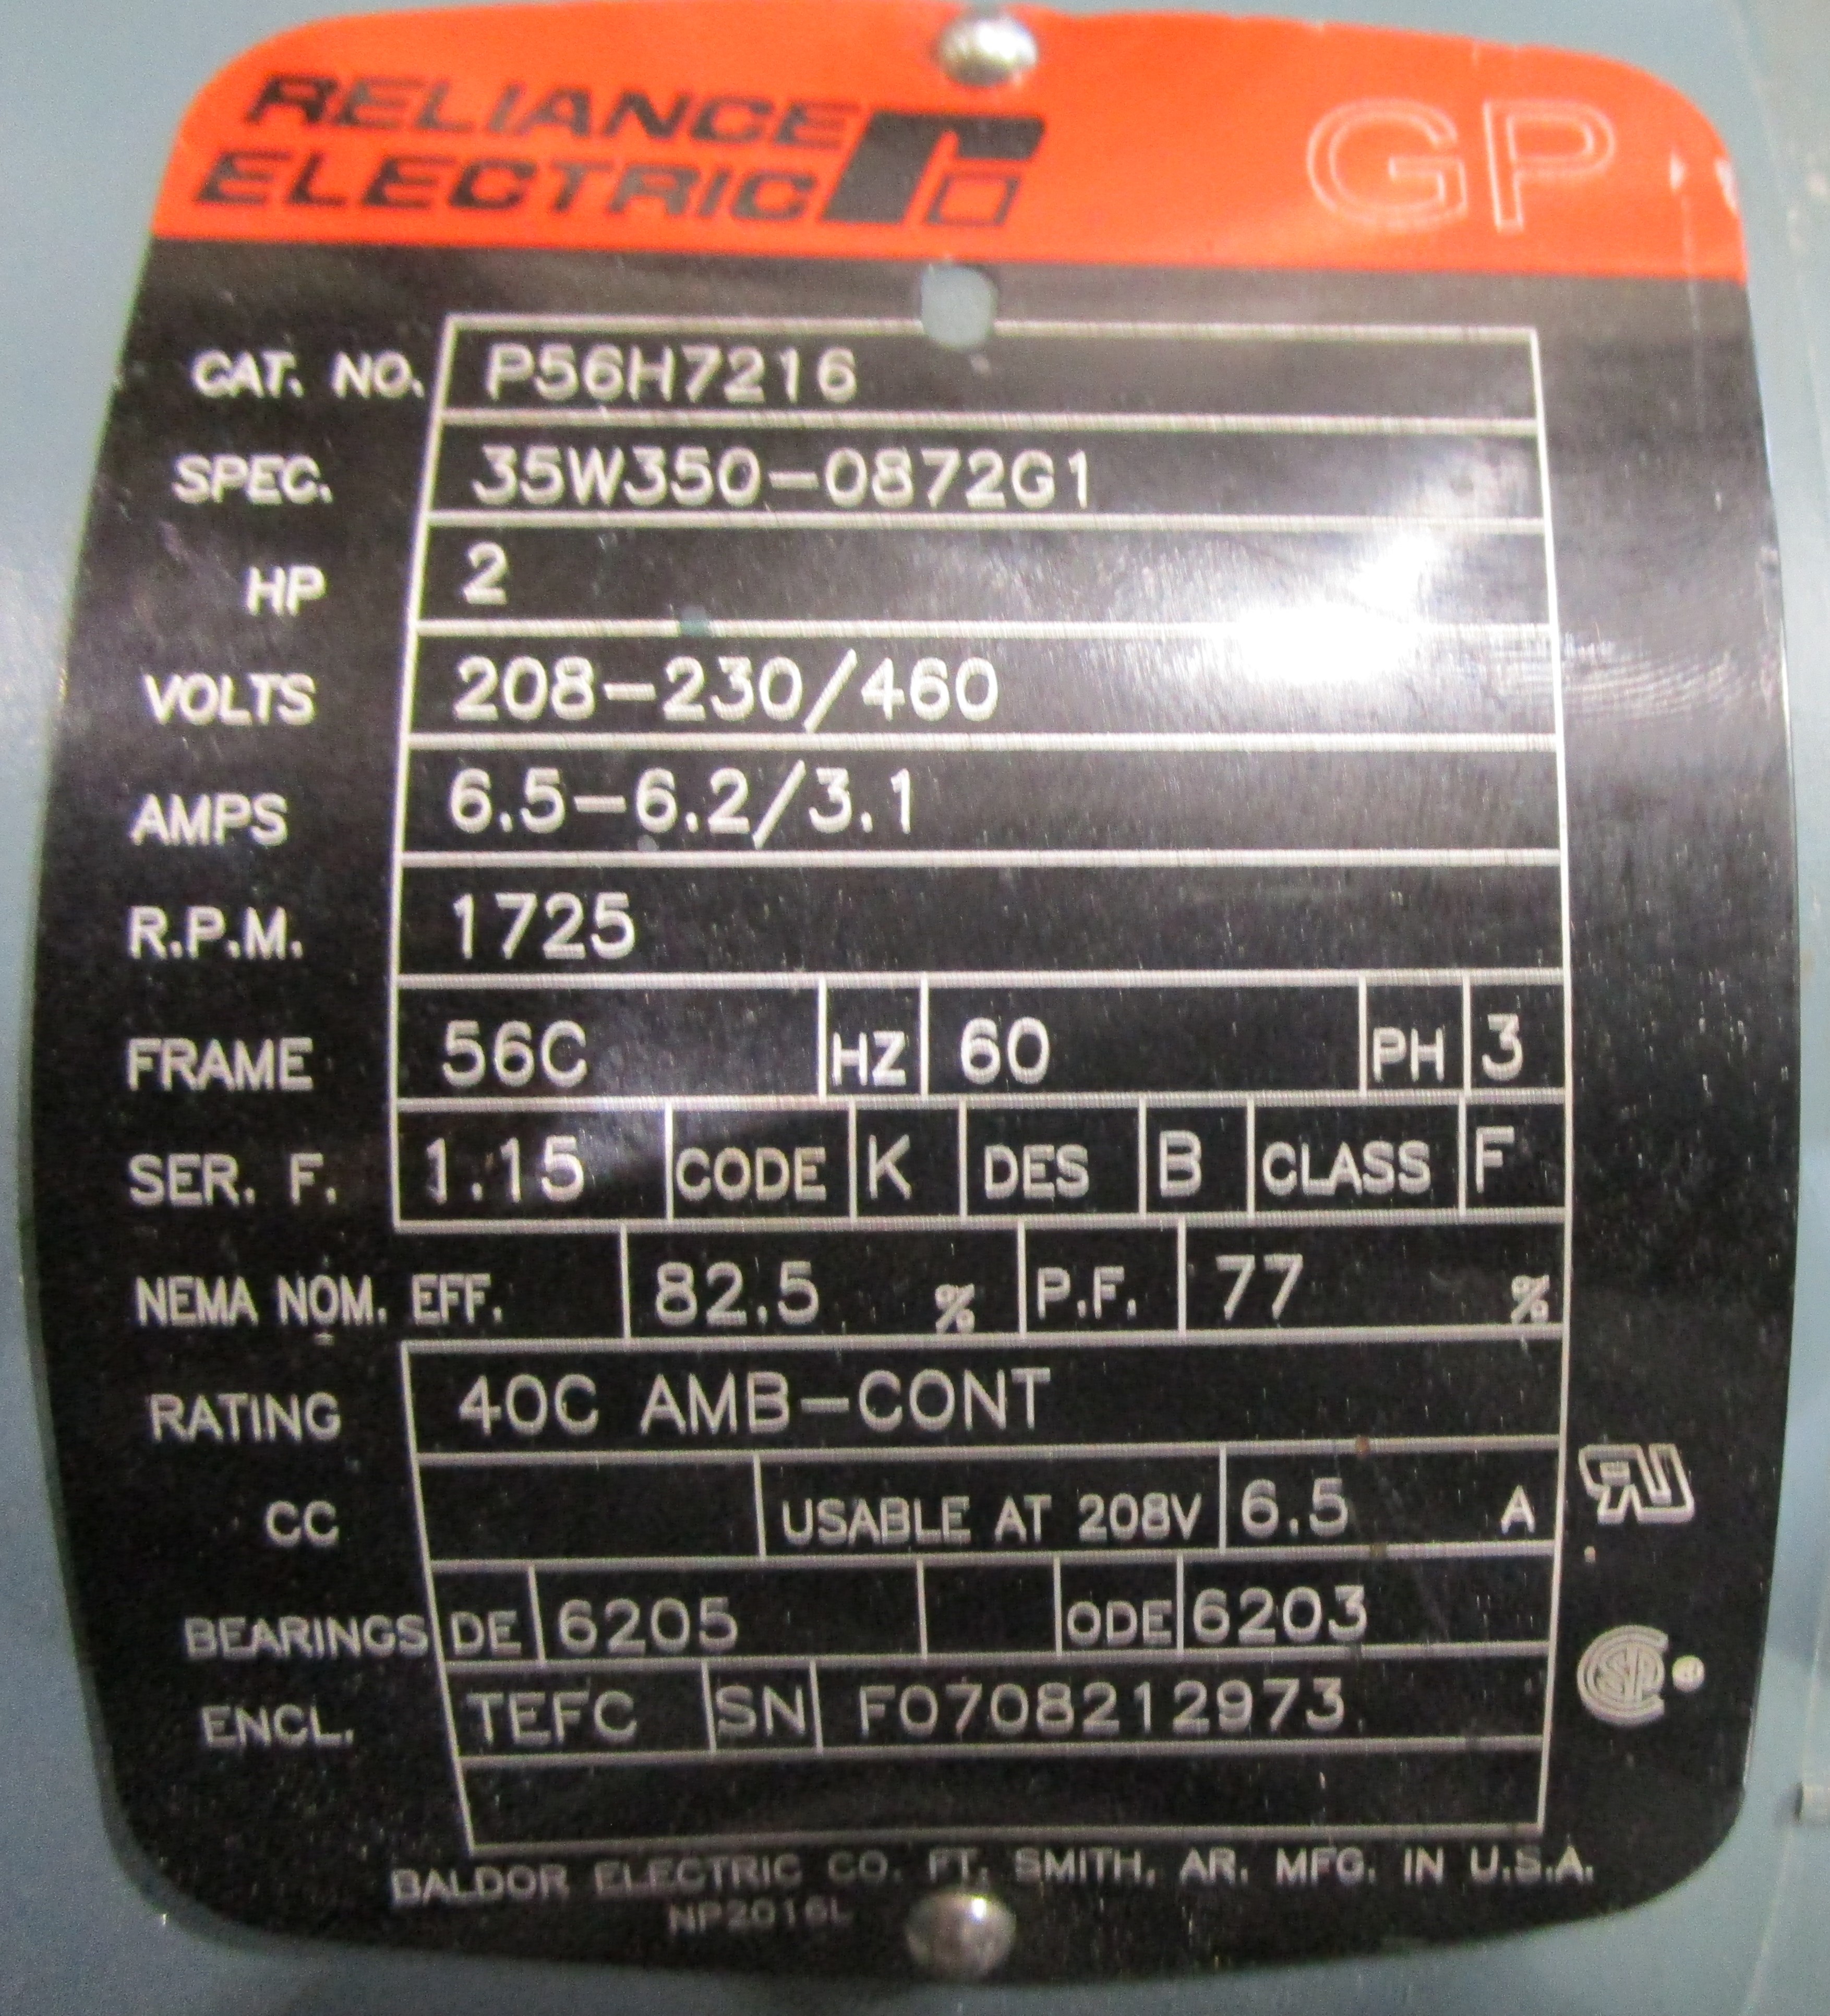 RELIANCE
ELECTRIC
GP
CAT. NO. P56H7216
SPEC. 35W350-0872G1
HP 2
VOLTS 208-230/460
AMPS 6.5-6.2/3.1
R.P.M. 1725
FRAME 56C HZ 60 PH 3
SER. F. 1.15 CODE K DES B CLASS F
NEMA NOM. EFF. 82.5 % P.F. 77 %
RATING 40C AMB-CONT
CC USABLE AT 208V 6.5 A
BEARINGS DE 6205 ODE 6203
ENCL. TEFC SN F0708212973
BALDOR ELECTRIC CO. FT. SMITH, AR. MFG. IN U.S.A.
NP2016L